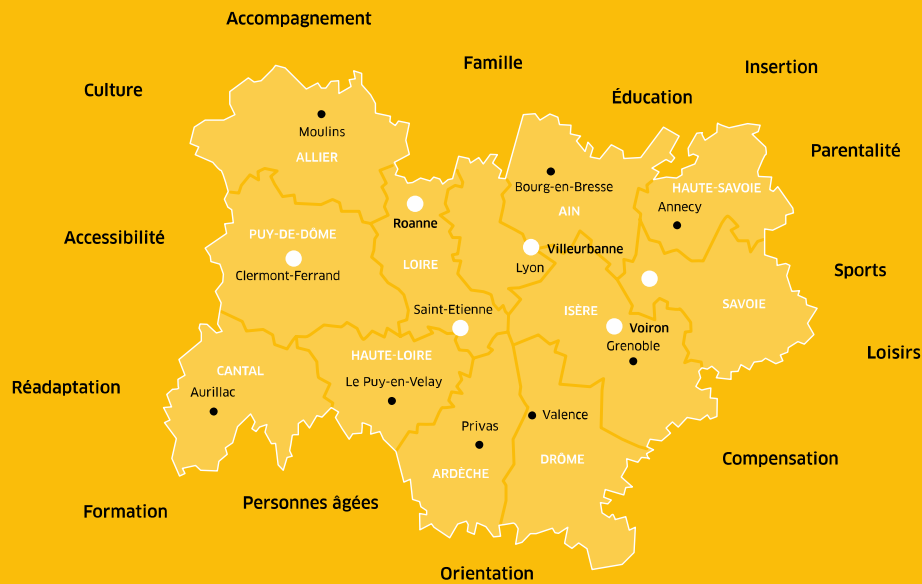 Accompagnement
Famille
Insertion
Culture
Éducation
Moulins
ALLIER
Parentalité
Bourg-en-Bresse
HAUTE-SAVOIE
Annecy
AIN
Roanne
Accessibilité
PUY-DE-DÔME
Clermont-Ferrand
LOIRE
Villeurbanne
Lyon
Sports
SAVOIE
Saint-Etienne
ISÈRE
Voiron
Grenoble
Loisirs
HAUTE-LOIRE
CANTAL
Le Puy-en-Velay
Réadaptation
Aurillac
Privas
Valence
ARDÈCHE
DRÔME
Compensation
Formation
Personnes âgées
Orientation